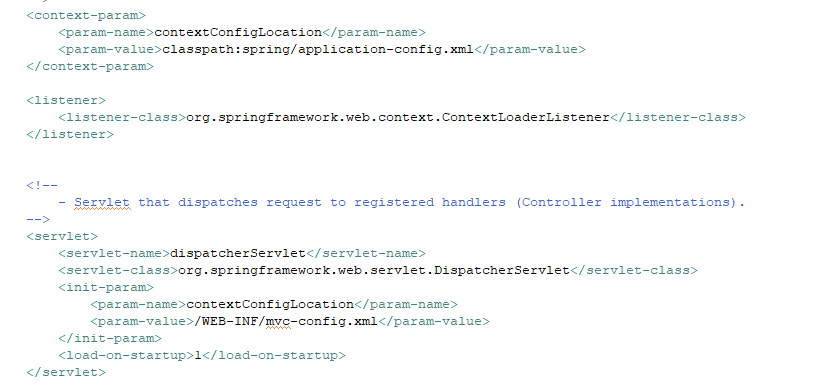 <context-param>
<param-name>contextConfigLocation</param-name>
<param-value>classpath:spring/application-config.xml</param-value>
</context-param>
<listener>
<listener-class>org.springframework.web.context.ContextLoaderListener</listener-class>
</listener>
<!--
- Servlet that dispatches request to registered handlers (Controller implementations).
-->
<servlet>
<servlet-name>dispatcherServlet</servlet-name>
<servlet-class>org.springframework.web.servlet.DispatcherServlet</servlet-class>
<init-param>
<param-name>contextConfigLocation</param-name>
<param-value>/WEB-INF/mvc-config.xml</param-value>
</init-param>
<load-on-startup>1</load-on-startup>
</servlet>